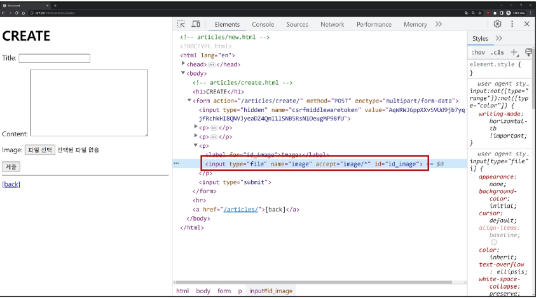 CREATE
Title:
Content:
Image: 파일 선택 선택된 파일 없음
제출
[back]
Elements Console Sources Network Performance Memory
<!-- articles/new.html -->
<!DOCTYPE html>
<html lang="en">
<head>
<body>
<!-- articles/create.html -->
<h1>CREATE</h1>
<form action="/articles/create/" method="POST" enctype="multipart/form-data">
<input type="hidden" name="csrfmiddlewaretoken" value=
<p>
<p>
<p>
<label for="id_image">Image:</label>
<input type="file" name="image" accept="image/*" id="id_image"> == $0
</p>
<input type="submit">
</form>
<hr>
<a href="/articles/">[back]</a>
</body>
</html>
html body form p input#id_image
Styles
:hov .cls
element.style {
}
user agent sty…
input:not([type="range"]):not([type="color"]) {
writing-mode:
horizontal-tb
!important;
}
user agent sty…
input[type="file"
i] {
appearance:
none;
background-color:
initial;
cursor:
default;
align-items:
baseline;
color:
inherit;
text-overflow
: ellipsis;
white-space-collapse:
preserve;